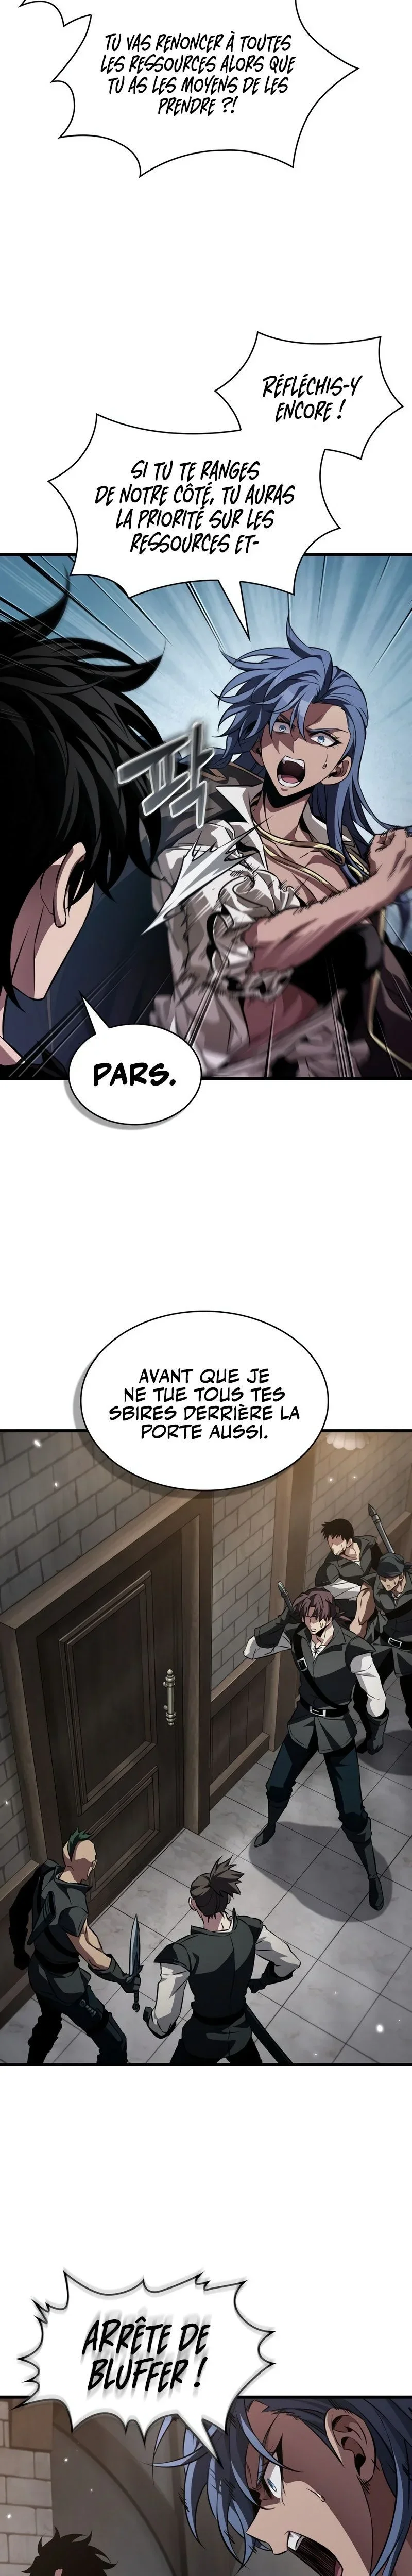 TU VAS RENONCER À TOUTES
LES RESSOURCES ALORS QUE
TU AS LES MOYENS DE LES
PRENDRE ?!
RÉFLÉCHIS-Y
ENCORE !
SI TU TE RANGES
DE NOTRE CÔTÉ, TU AURAS
LA PRIORITÉ SUR LES
RESSOURCES ET-
퍽
PARS.
AVANT QUE JE
NE TUE TOUS TES
SBIRES DERRIÈRE LA
PORTE AUSSI.
ARRÊTE DE
BLUFFER !